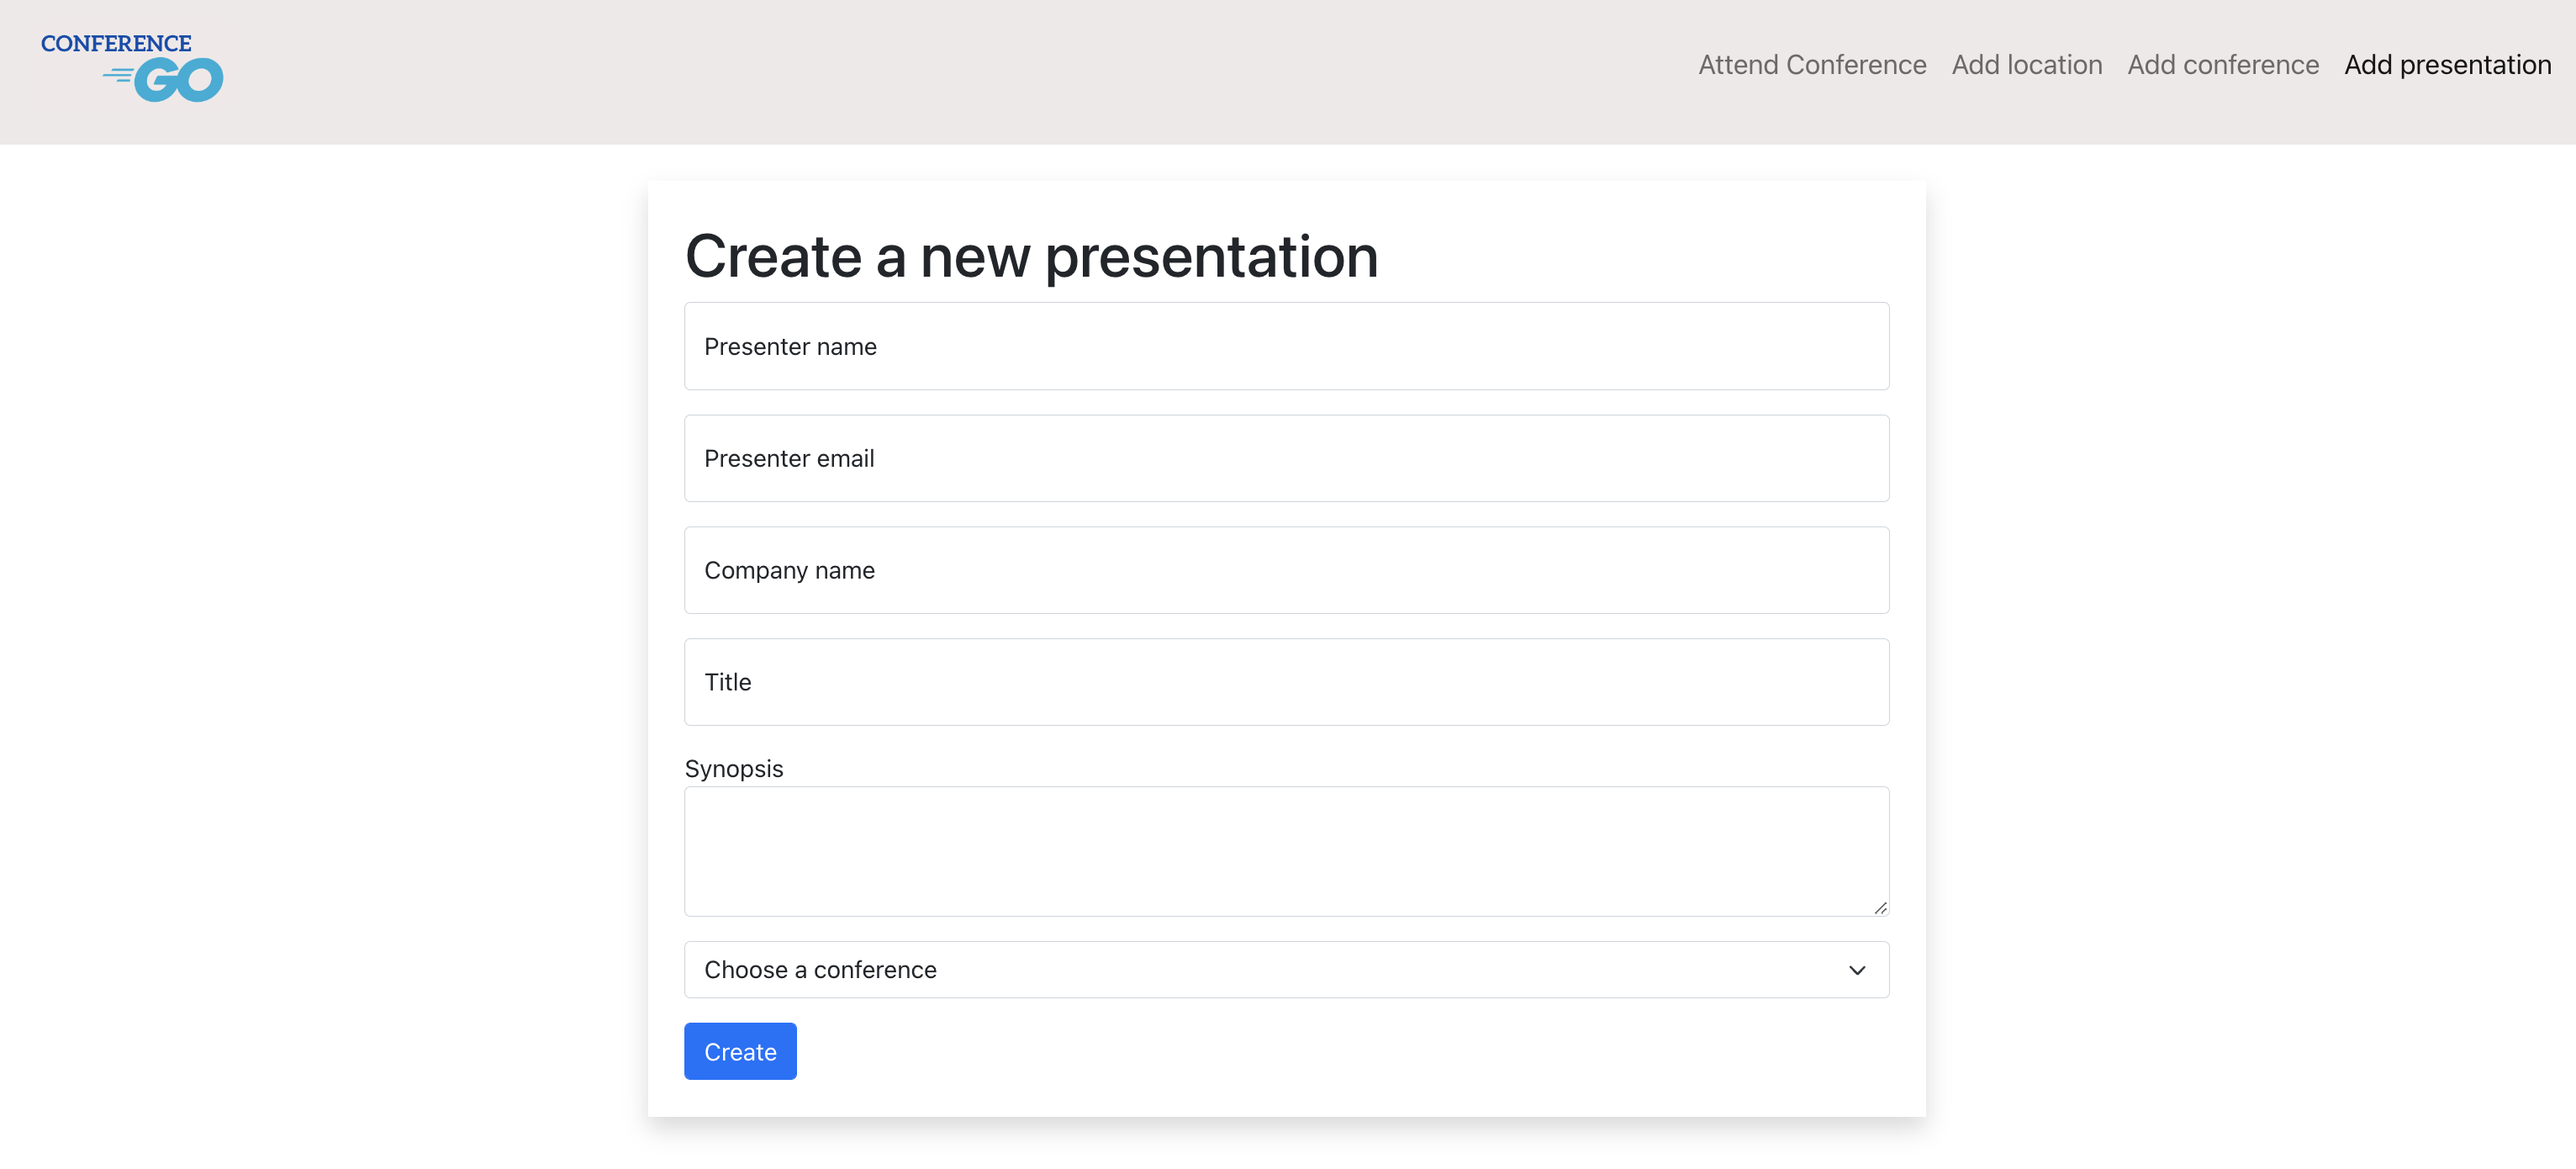 CONFERENCE
GO
Attend Conference Add location Add conference Add presentation
Create a new presentation
Presenter name
Presenter email
Company name
Title
Synopsis
Choose a conference
Create